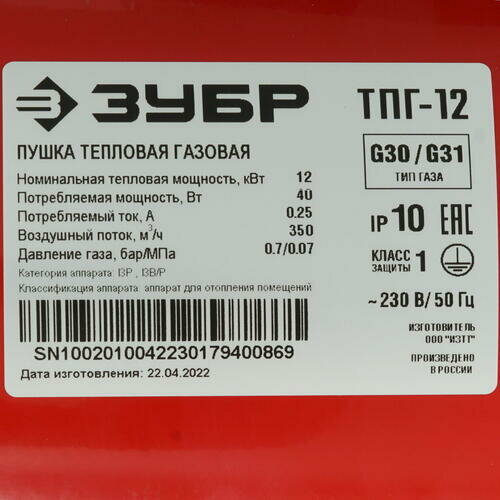 ЗУБР
ТПГ-12
ПУШКА ТЕПЛОВАЯ ГАЗОВАЯ
Номинальная тепловая мощность, кВт 12
Потребляемая мощность, Вт 40
Потребляемый ток, А 0.25
Воздушный поток, м³/ч 350
Давление газа, бар/МПа 0.7/0.07
Категория аппарата: I3P , I3B/P
Классификация аппарата: аппарат для отопления помещений
SN1002010042230179400869
Дата изготовления: 22.04.2022
G30 / G31
ТИП ГАЗА
IP 10 EAC
КЛАСС ЗАЩИТЫ 1
~ 230 В/ 50 Гц
ИЗГОТОВИТЕЛЬ
ООО "ИЗТТ"
ПРОИЗВЕДЕНО
В РОССИИ